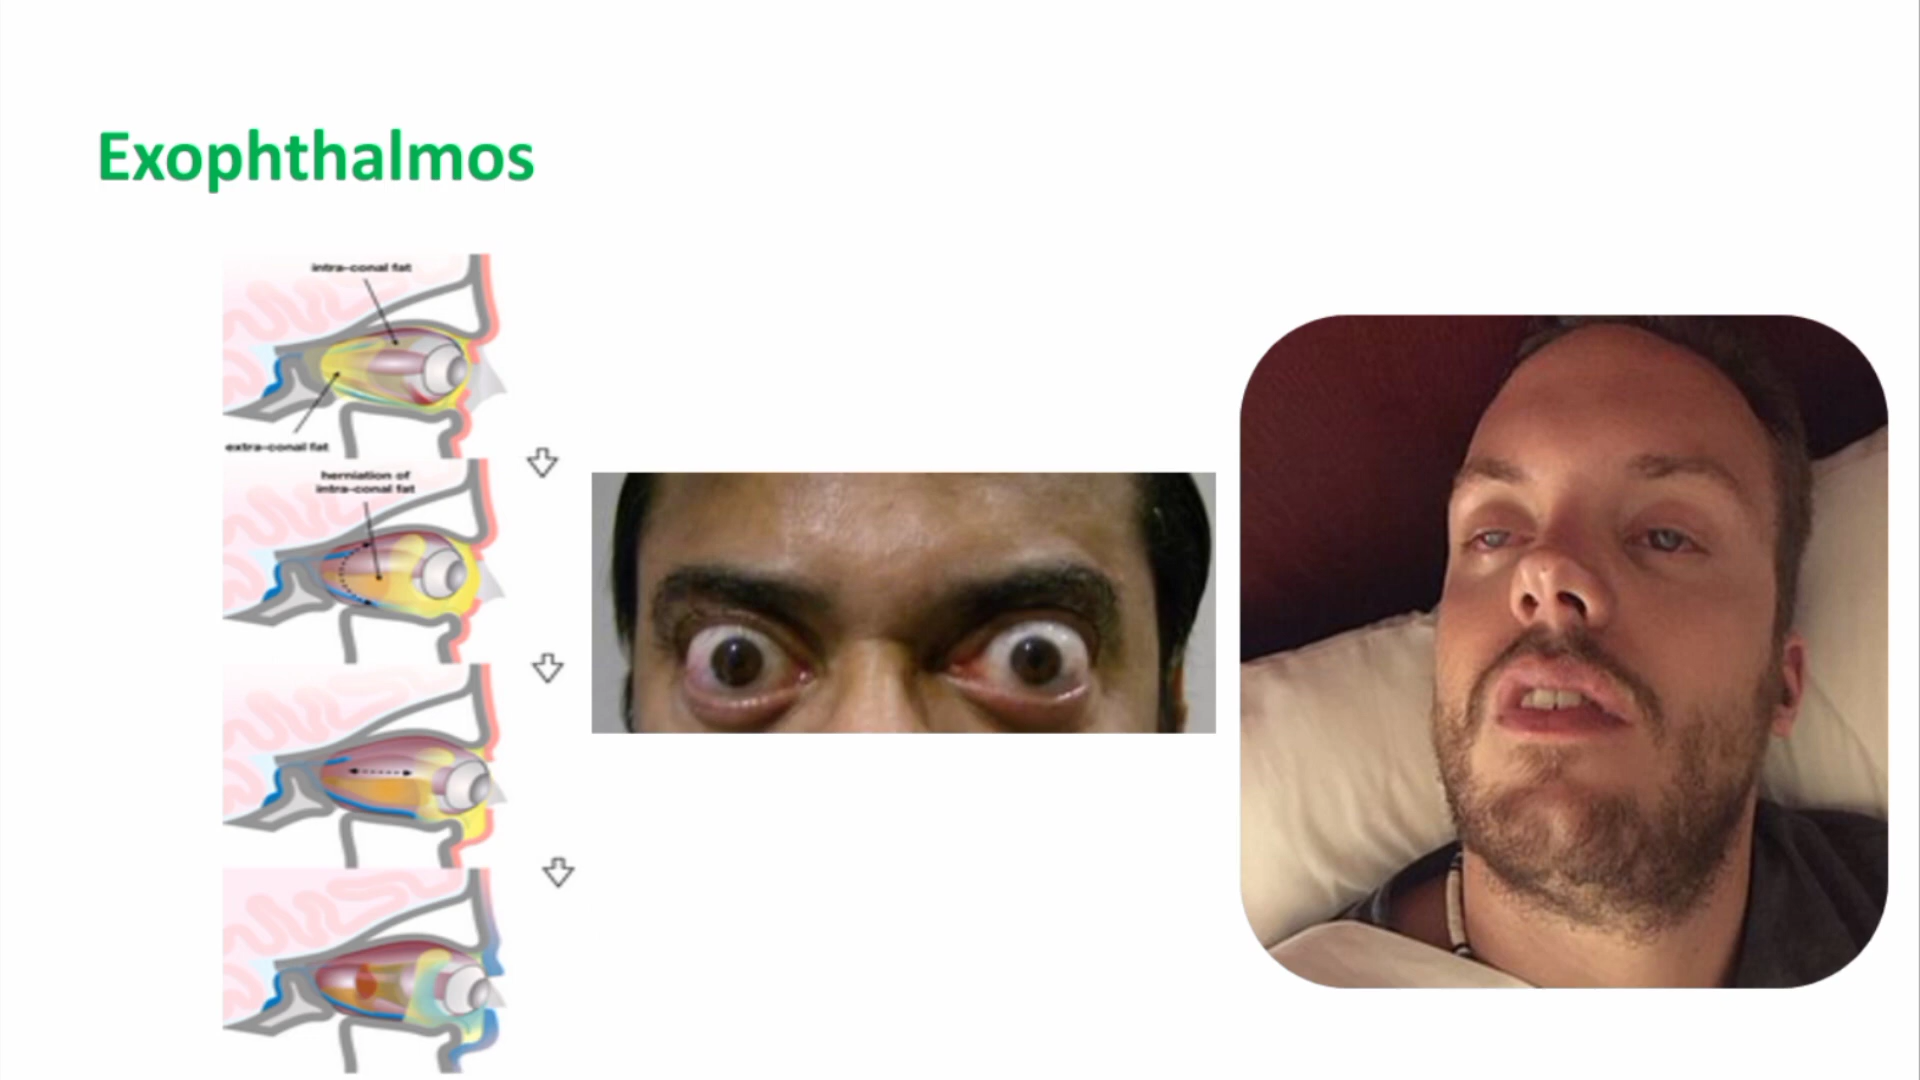 Exophthalmos
intra-conal fat
extra-conal fat
herniation of
intra-conal fat